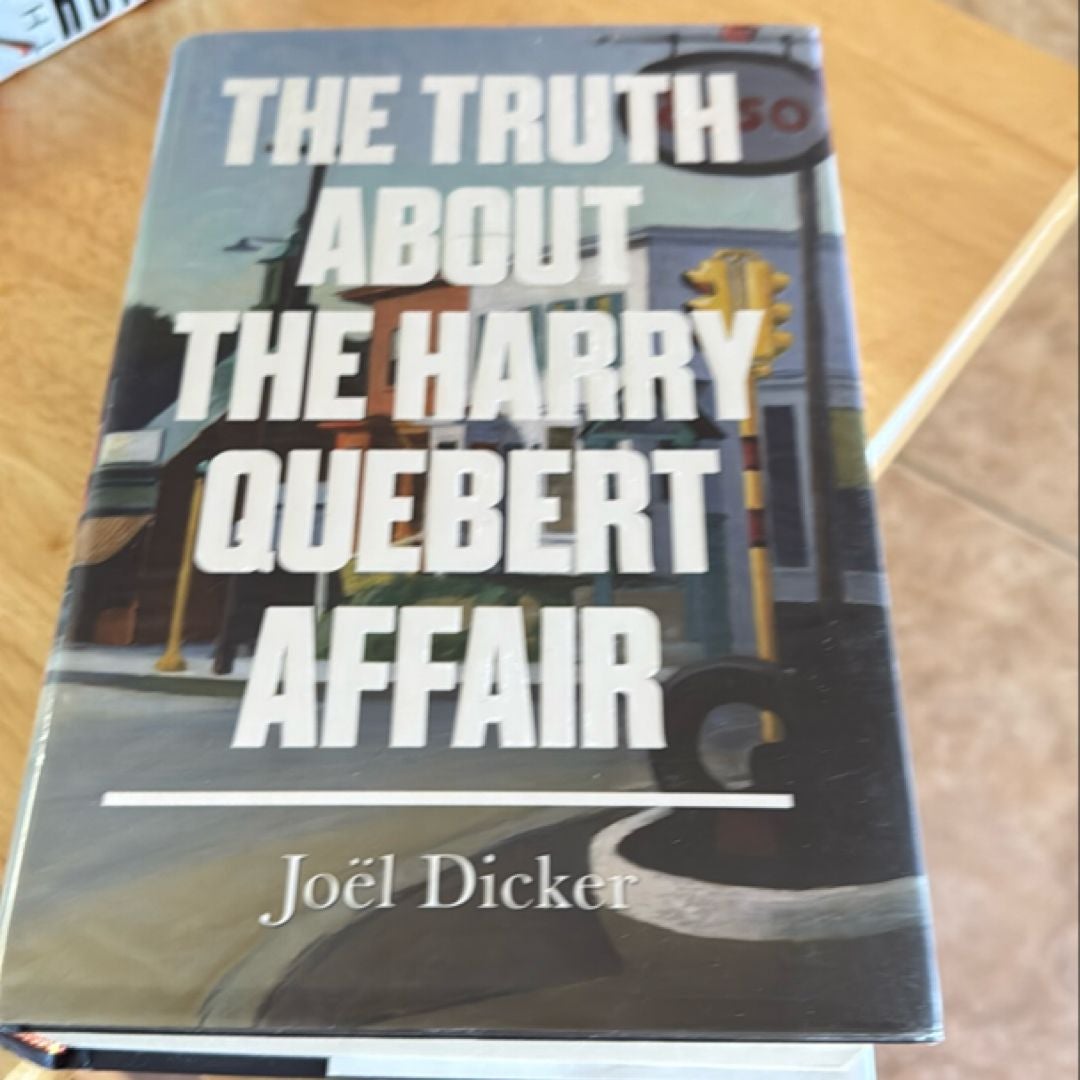 THE TRUTH
ABOUT
THE HARRY
QUEBERT
AFFAIR
Joël Dicker